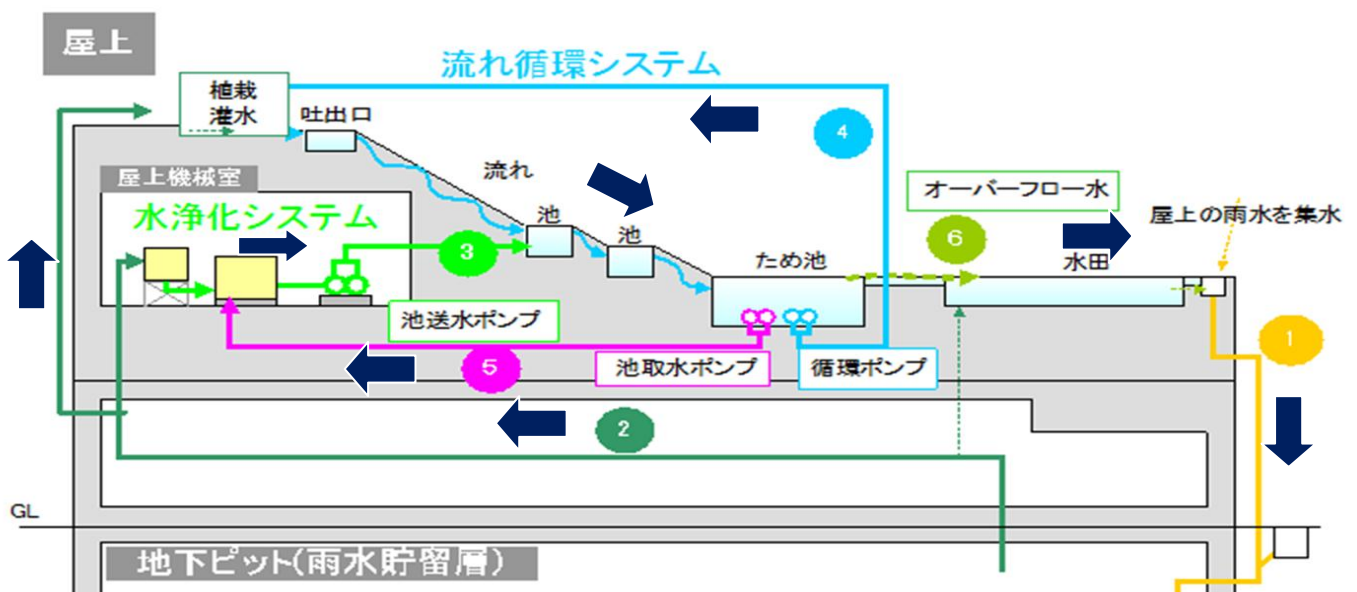 屋上
流れ循環システム
植栽
灌水
吐出口
4
流れ
屋上機械室
オーバーフロー水
水浄化システム
池
屋上の雨水を集水
3
池
6
ため池
水田
池送水ポンプ
1
5
池取水ポンプ
循環ポンプ
2
GL
地下ピット(雨水貯留層)